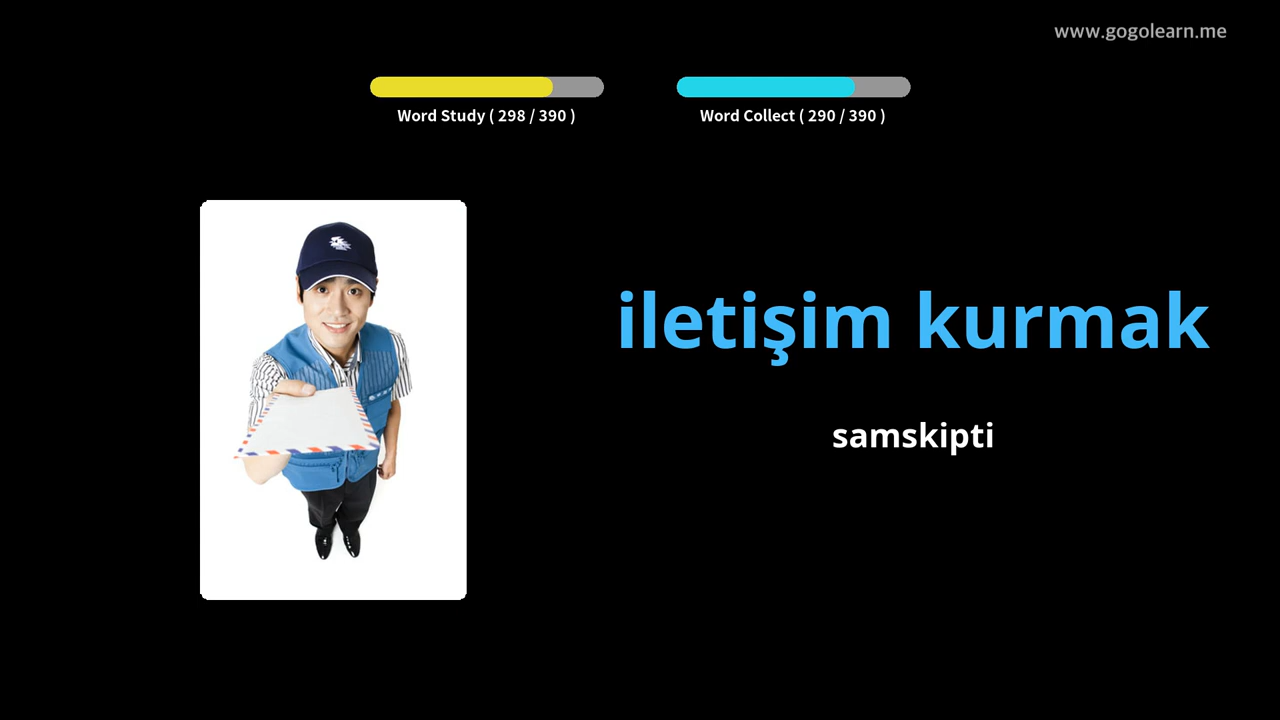 www.gogolearn.me
Word Study ( 298 / 390 )
Word Collect ( 290 / 390 )
iletişim kurmak
samskipti